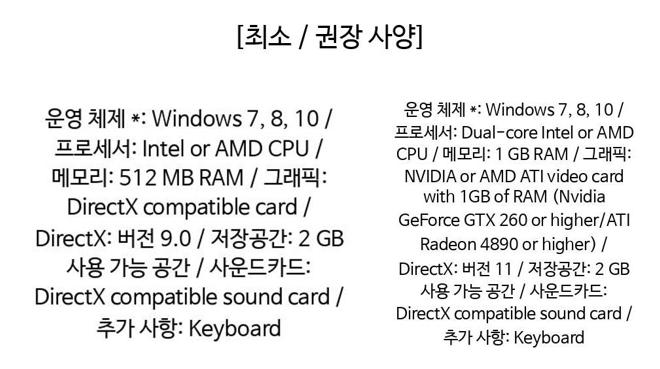 [최소 / 권장 사양]
운영 체제 *: Windows 7, 8, 10 /
프로세서: Intel or AMD CPU /
메모리: 512 MB RAM / 그래픽:
DirectX compatible card /
DirectX: 버전 9.0 / 저장공간: 2 GB
사용 가능 공간 / 사운드카드:
DirectX compatible sound card /
추가 사항: Keyboard
운영 체제 *: Windows 7, 8, 10 /
프로세서: Dual-core Intel or AMD
CPU / 메모리: 1 GB RAM / 그래픽:
NVIDIA or AMD ATI video card
with 1GB of RAM (Nvidia
GeForce GTX 260 or higher/ATI
Radeon 4890 or higher) /
DirectX: 버전 11 / 저장공간: 2 GB
사용 가능 공간 / 사운드카드:
DirectX compatible sound card /
추가 사항: Keyboard